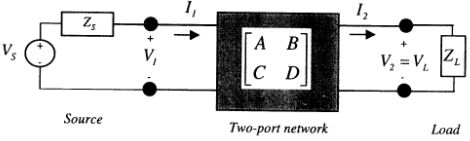 Z_S I_1 I_2
V_S + - + V_1 - A B C D + V_2 = V_L - Z_L
Source Two-port network Load